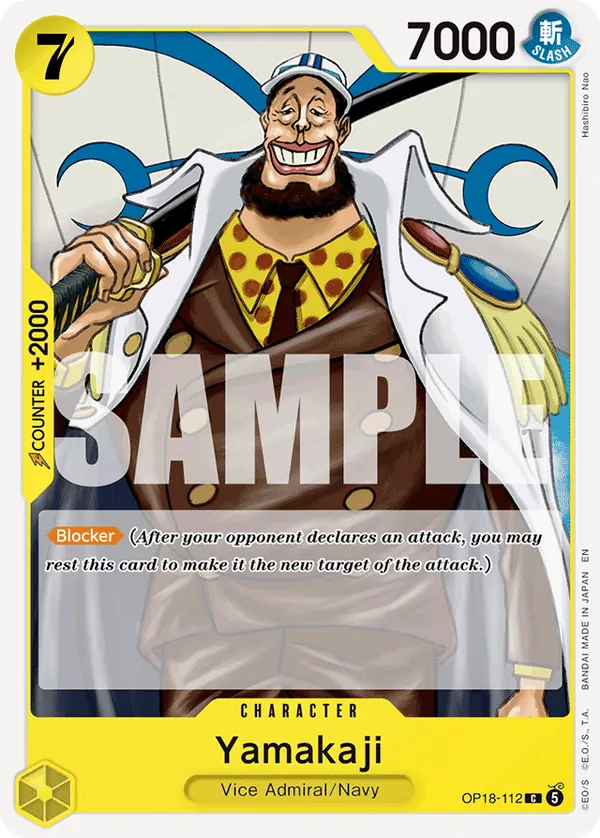 7
7000
斬
SLASH
Hashibiro Nao
COUNTER +2000
SAMPLE
Blocker (After your opponent declares an attack, you may
rest this card to make it the new target of the attack.)
CHARACTER
Yamakaji
Vice Admiral/Navy
OP18-112 C 5
©E.O/S ©E.O./S., T.A. BANDAI MADE IN JAPAN EN